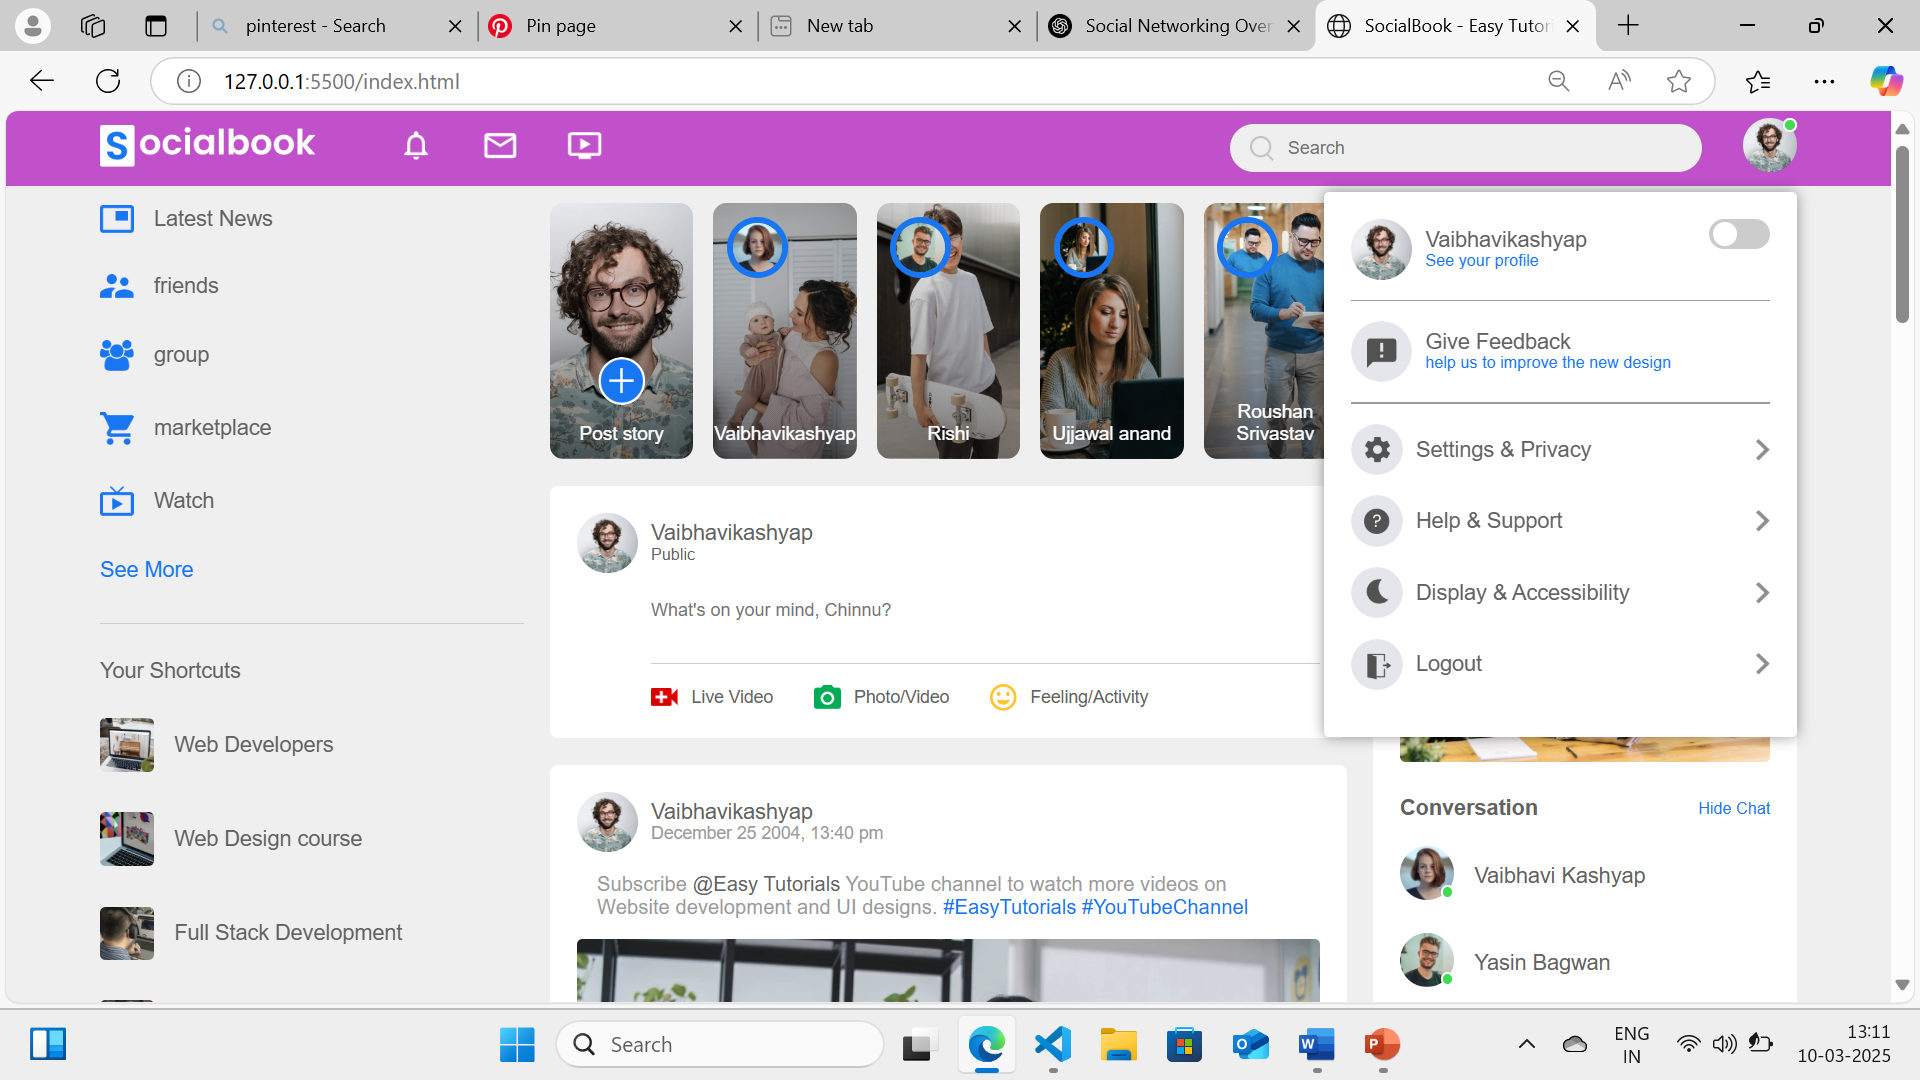 pinterest - Search
Pin page
New tab
Social Networking Over
SocialBook - Easy Tutori
127.0.0.1:5500/index.html
Socialbook
Search
Latest News
friends
group
marketplace
Watch
See More
Your Shortcuts
Web Developers
Web Design course
Full Stack Development
Post story
Vaibhavikashyap
Rishi
Ujjawal anand
Roushan
Srivastav
Vaibhavikashyap
Public
What's on your mind, Chinnu?
Live Video
Photo/Video
Feeling/Activity
Vaibhavikashyap
December 25 2004, 13:40 pm
Subscribe @Easy Tutorials YouTube channel to watch more videos on
Website development and UI designs. #EasyTutorials #YouTubeChannel
Vaibhavikashyap
See your profile
Give Feedback
help us to improve the new design
Settings & Privacy
Help & Support
Display & Accessibility
Logout
Conversation
Hide Chat
Vaibhavi Kashyap
Yasin Bagwan
Search
ENG
IN
13:11
10-03-2025